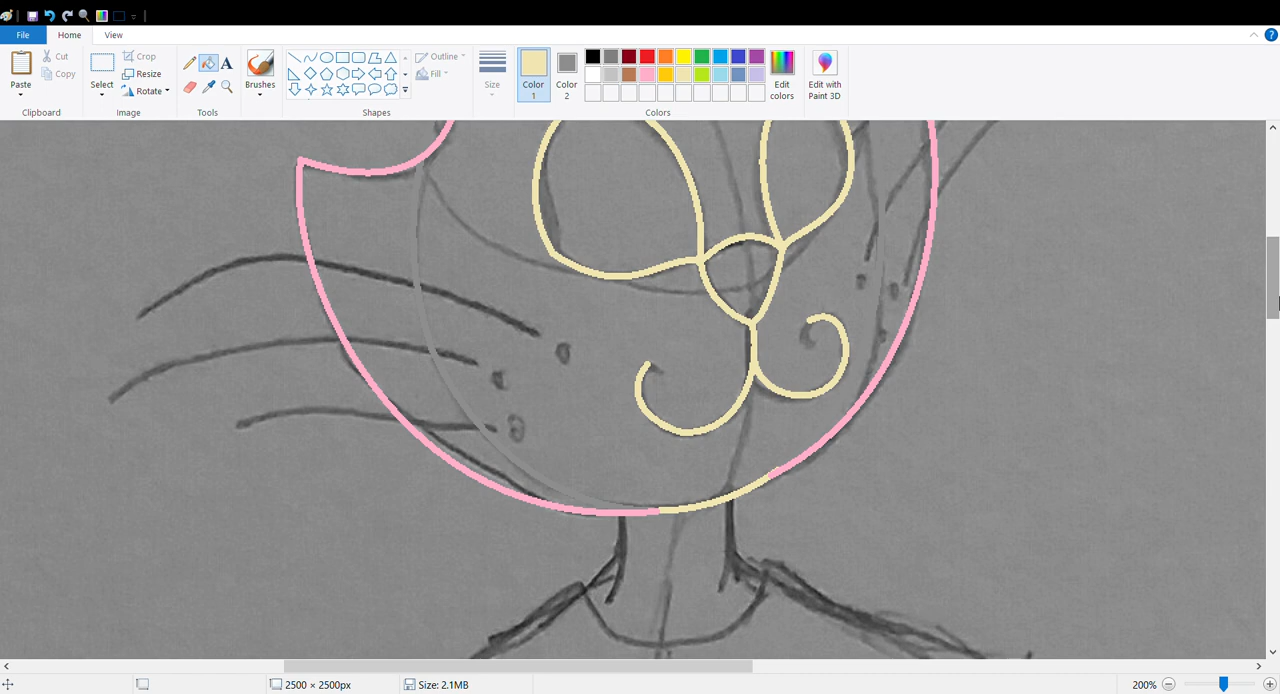 File Home View
Paste
Cut
Copy
Clipboard
Select
Crop
Resize
Rotate
Image
A
Tools
Brushes
Outline
Fill
Shapes
Size
Color 1
Color 2
Edit colors
Edit with Paint 3D
Colors
2500 × 2500px
Size: 2.1MB
200%